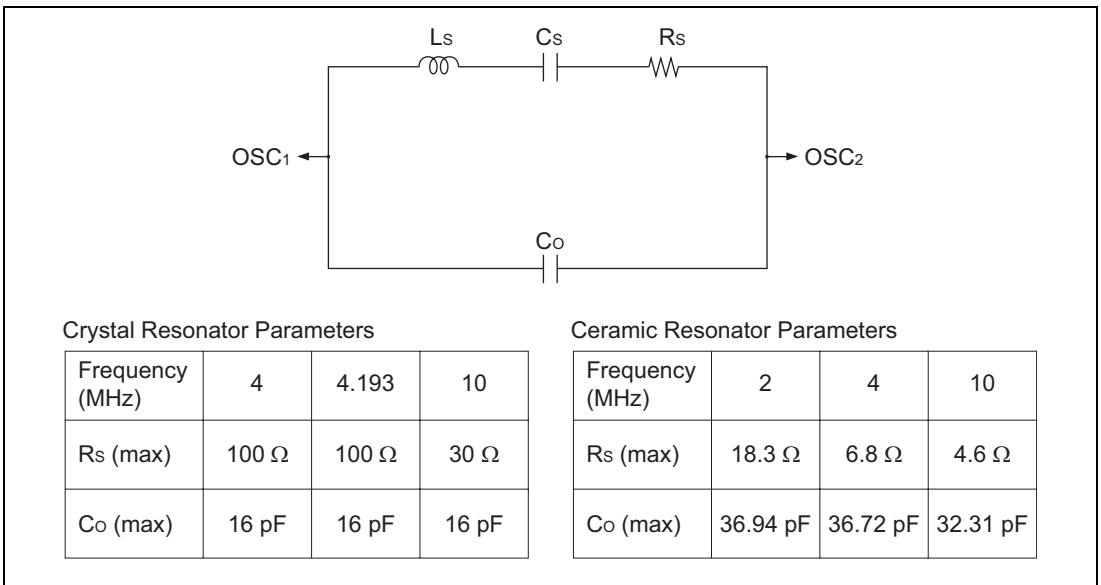 Ls Cs Rs
OSC1 OSC2
Co
Crystal Resonator Parameters
Frequency (MHz) 4 4.193 10
Rs (max) 100 Ω 100 Ω 30 Ω
Co (max) 16 pF 16 pF 16 pF
Ceramic Resonator Parameters
Frequency (MHz) 2 4 10
Rs (max) 18.3 Ω 6.8 Ω 4.6 Ω
Co (max) 36.94 pF 36.72 pF 32.31 pF